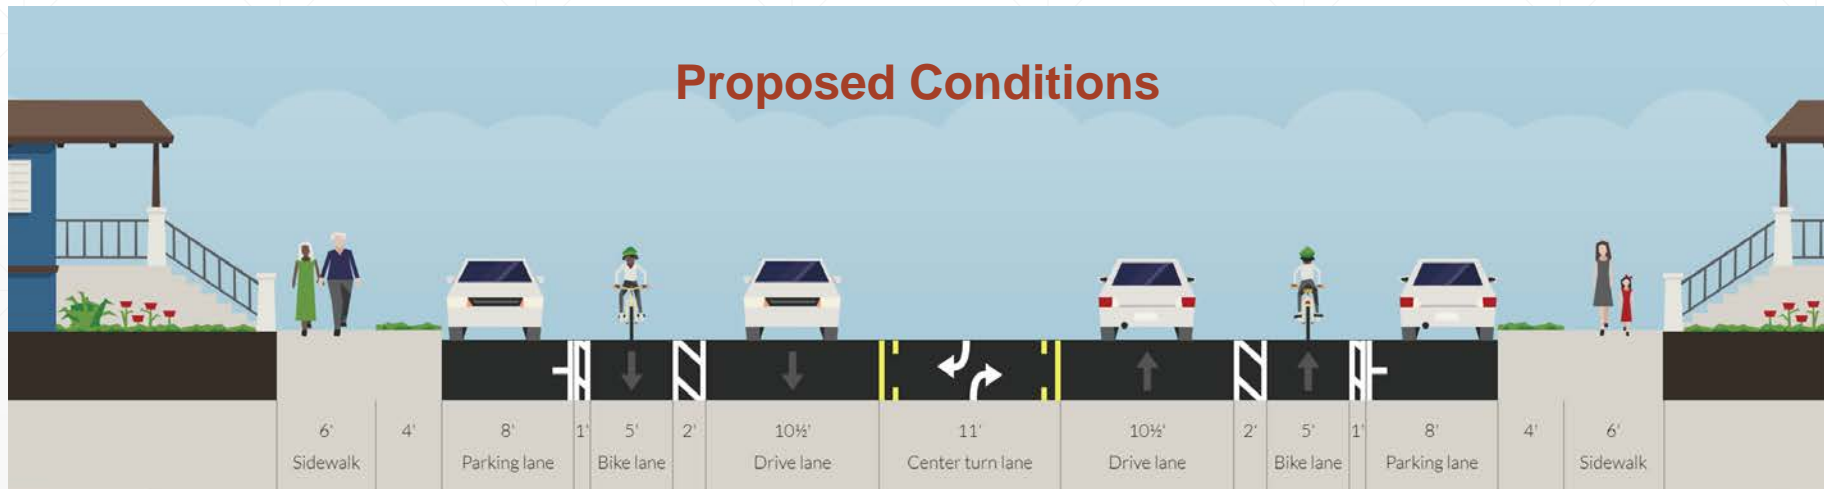 Proposed Conditions
6' 4' 8' 1' 5' 2' 10½' 11' 10½' 2' 5' 1' 8' 4' 6'
Sidewalk Parking lane Bike lane Drive lane Center turn lane Drive lane Bike lane Parking lane Sidewalk